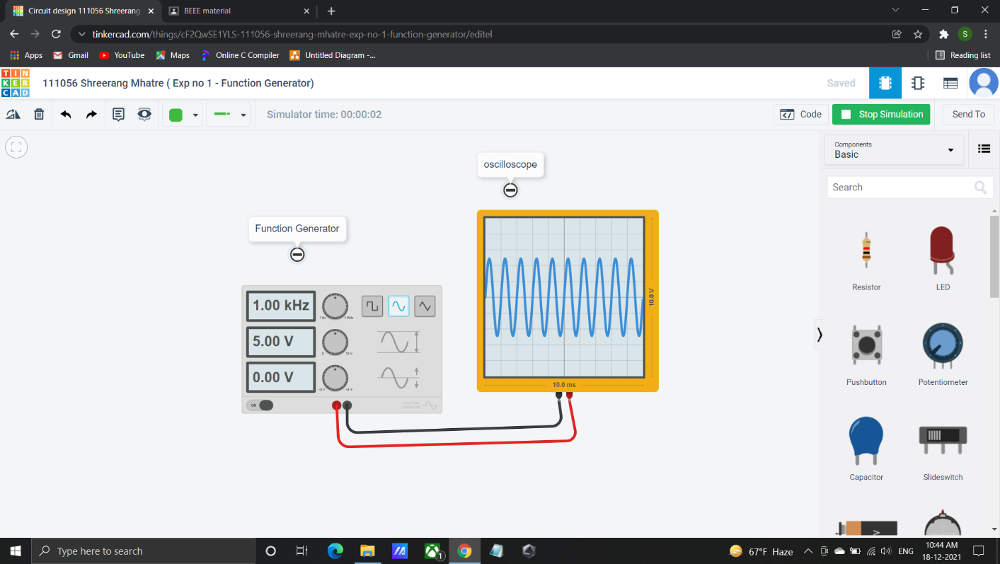 Circuit design 111056 Shreerang
BEEE material
tinkercad.com/things/cF2QwSE1YLS-111056-shreerang-mhatre-exp-no-1-function-generator/editel
S
Apps
Gmail
YouTube
Maps
Online C Compiler
Untitled Diagram -...
Reading list
TIN
KER
CAD
111056 Shreerang Mhatre ( Exp no 1 - Function Generator)
Saved
Simulator time: 00:00:02
Code
Stop Simulation
Send To
Components
Basic
Search
oscilloscope
Function Generator
1.00 kHz
1 Hz
1 MHz
5.00 V
0
10 V
0.00 V
-5 V
+5 V
ON
FUNCTION
GENERATOR
10.0 V
10.0 ms
Resistor
LED
Pushbutton
Potentiometer
Capacitor
Slideswitch
Type here to search
1
67°F Haze
ENG
10:44 AM
18-12-2021